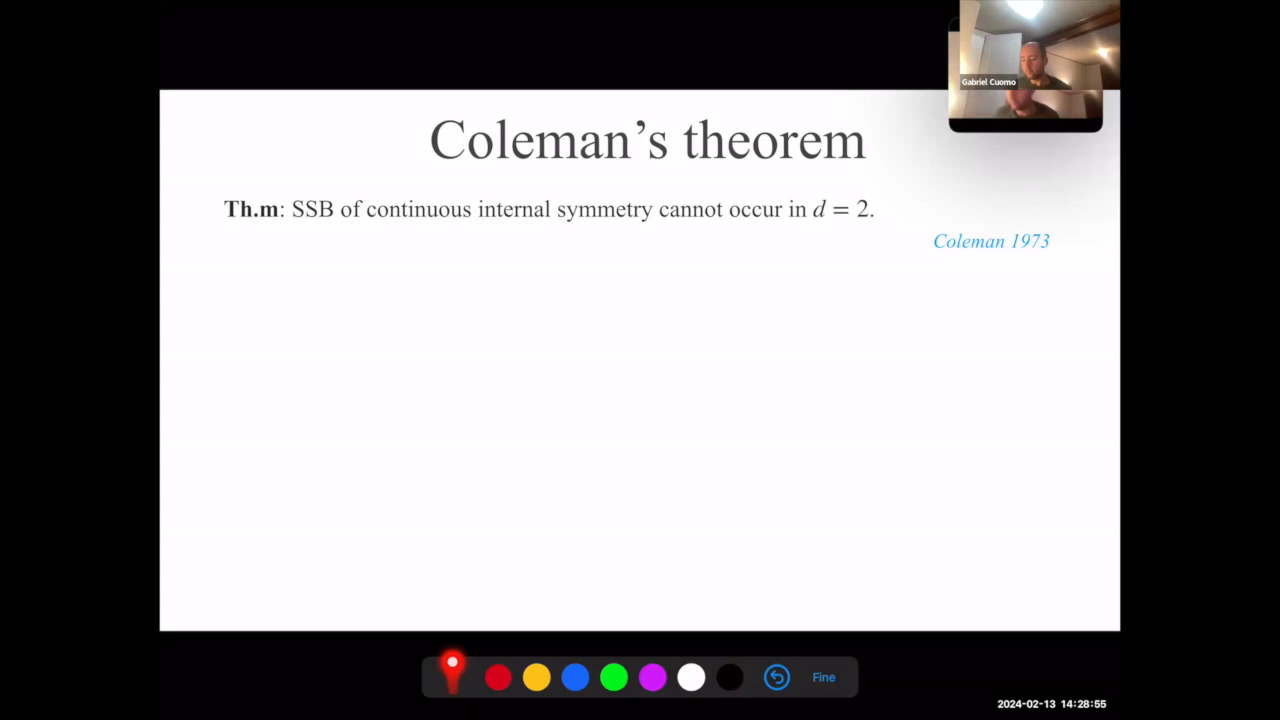 Gabriel Cuomo
Coleman's theorem
Th.m: SSB of continuous internal symmetry cannot occur in d = 2.
Coleman 1973
Fine
2024-02-13 14:28:55